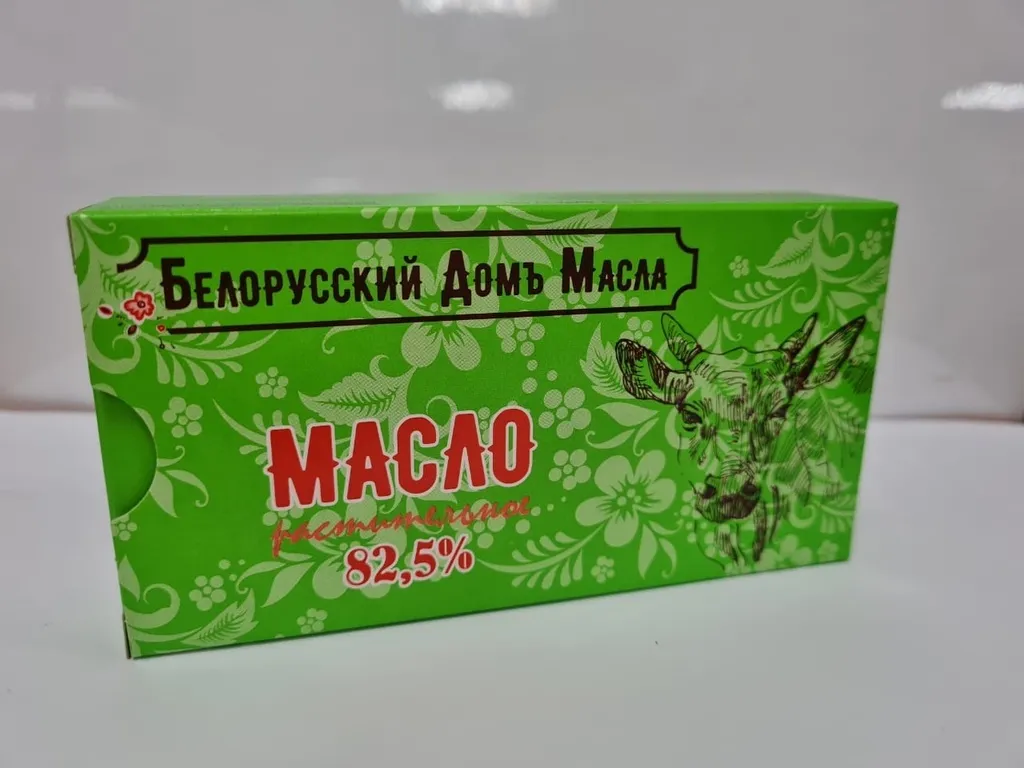 Белорусский Домъ Масла
МАСЛО
растительное
82,5%